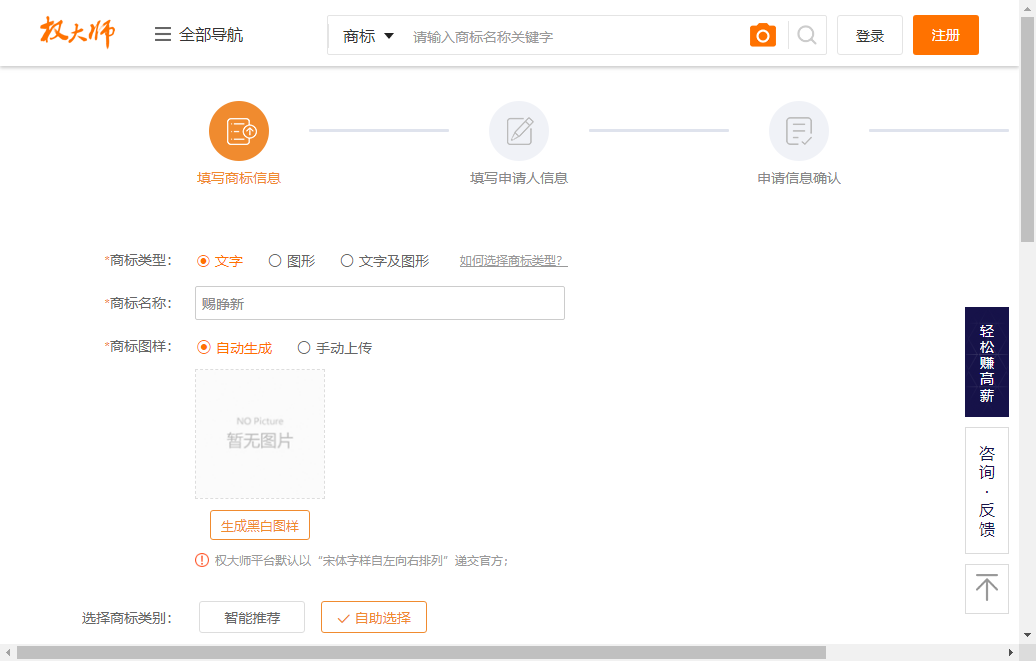 权大师
全部导航
商标
请输入商标名称关键字
登录
注册
填写商标信息
填写申请人信息
申请信息确认
*商标类型：
文字
图形
文字及图形
如何选择商标类型？
*商标名称：
赐睁新
*商标图样：
自动生成
手动上传
NO Picture
暂无图片
生成黑白图样
权大师平台默认以“宋体字样自左向右排列”递交官方；
选择商标类别：
智能推荐
自助选择
轻松赚高薪
咨询·反馈